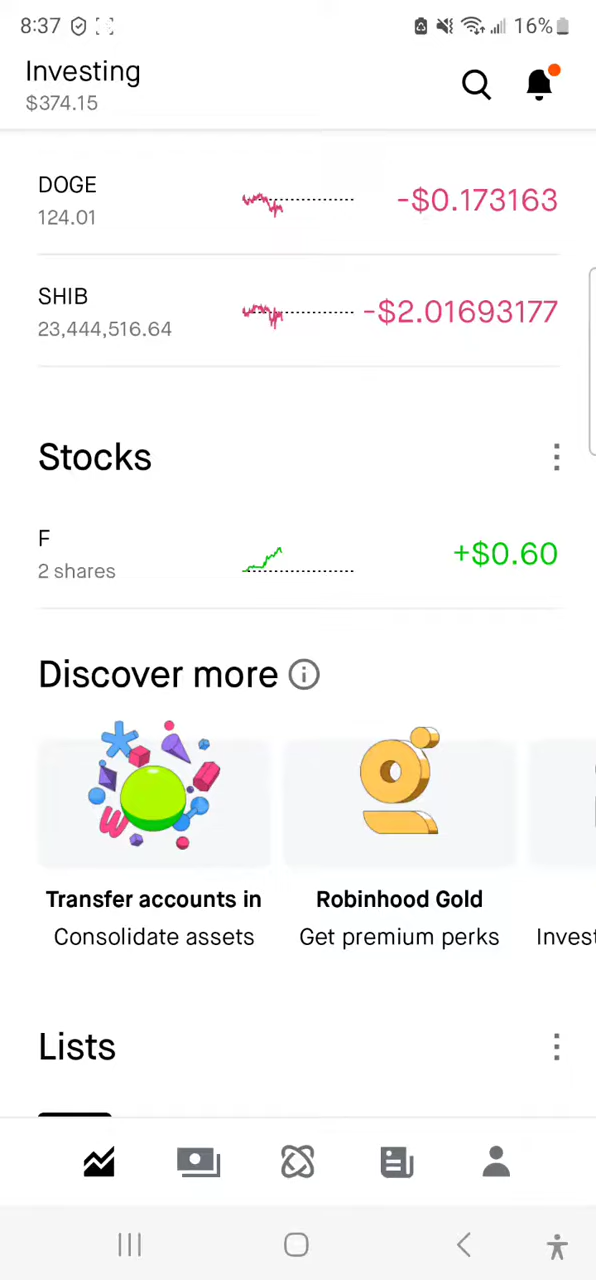 8:37
16%
Investing
$374.15
DOGE
124.01
-$0.173163
SHIB
23,444,516.64
-$2.01693177
Stocks
F
2 shares
+$0.60
Discover more
Transfer accounts in
Consolidate assets
Robinhood Gold
Get premium perks
Invest
Lists